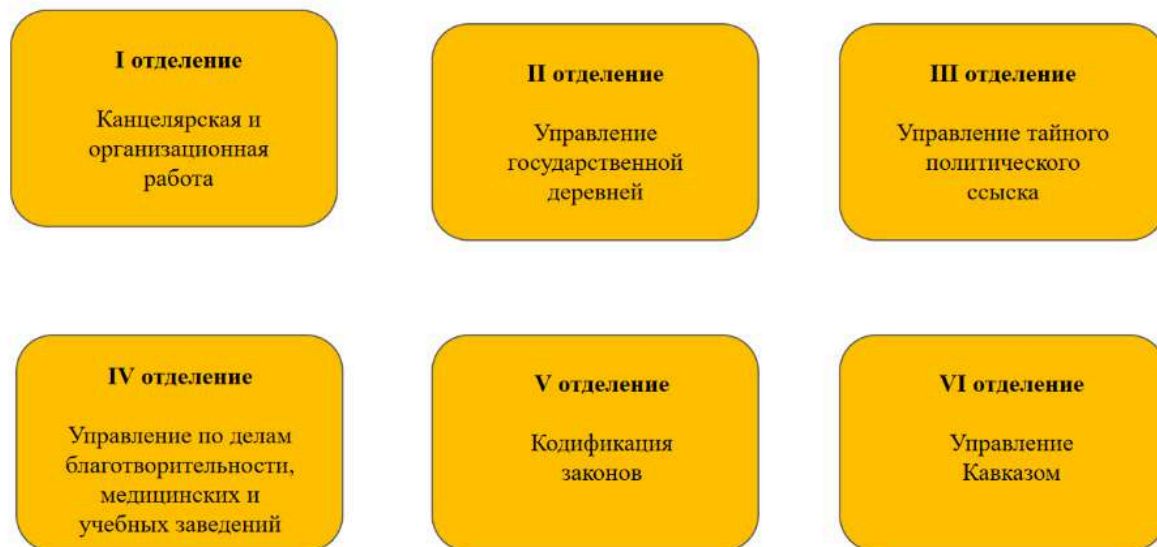 I отделение
Канцелярская и
организационная
работа
II отделение
Управление
государственной
деревней
III отделение
Управление тайного
политического
ссыска
IV отделение
Управление по делам
благотворительности,
медицинских и
учебных заведений
V отделение
Кодификация
законов
VI отделение
Управление
Кавказом